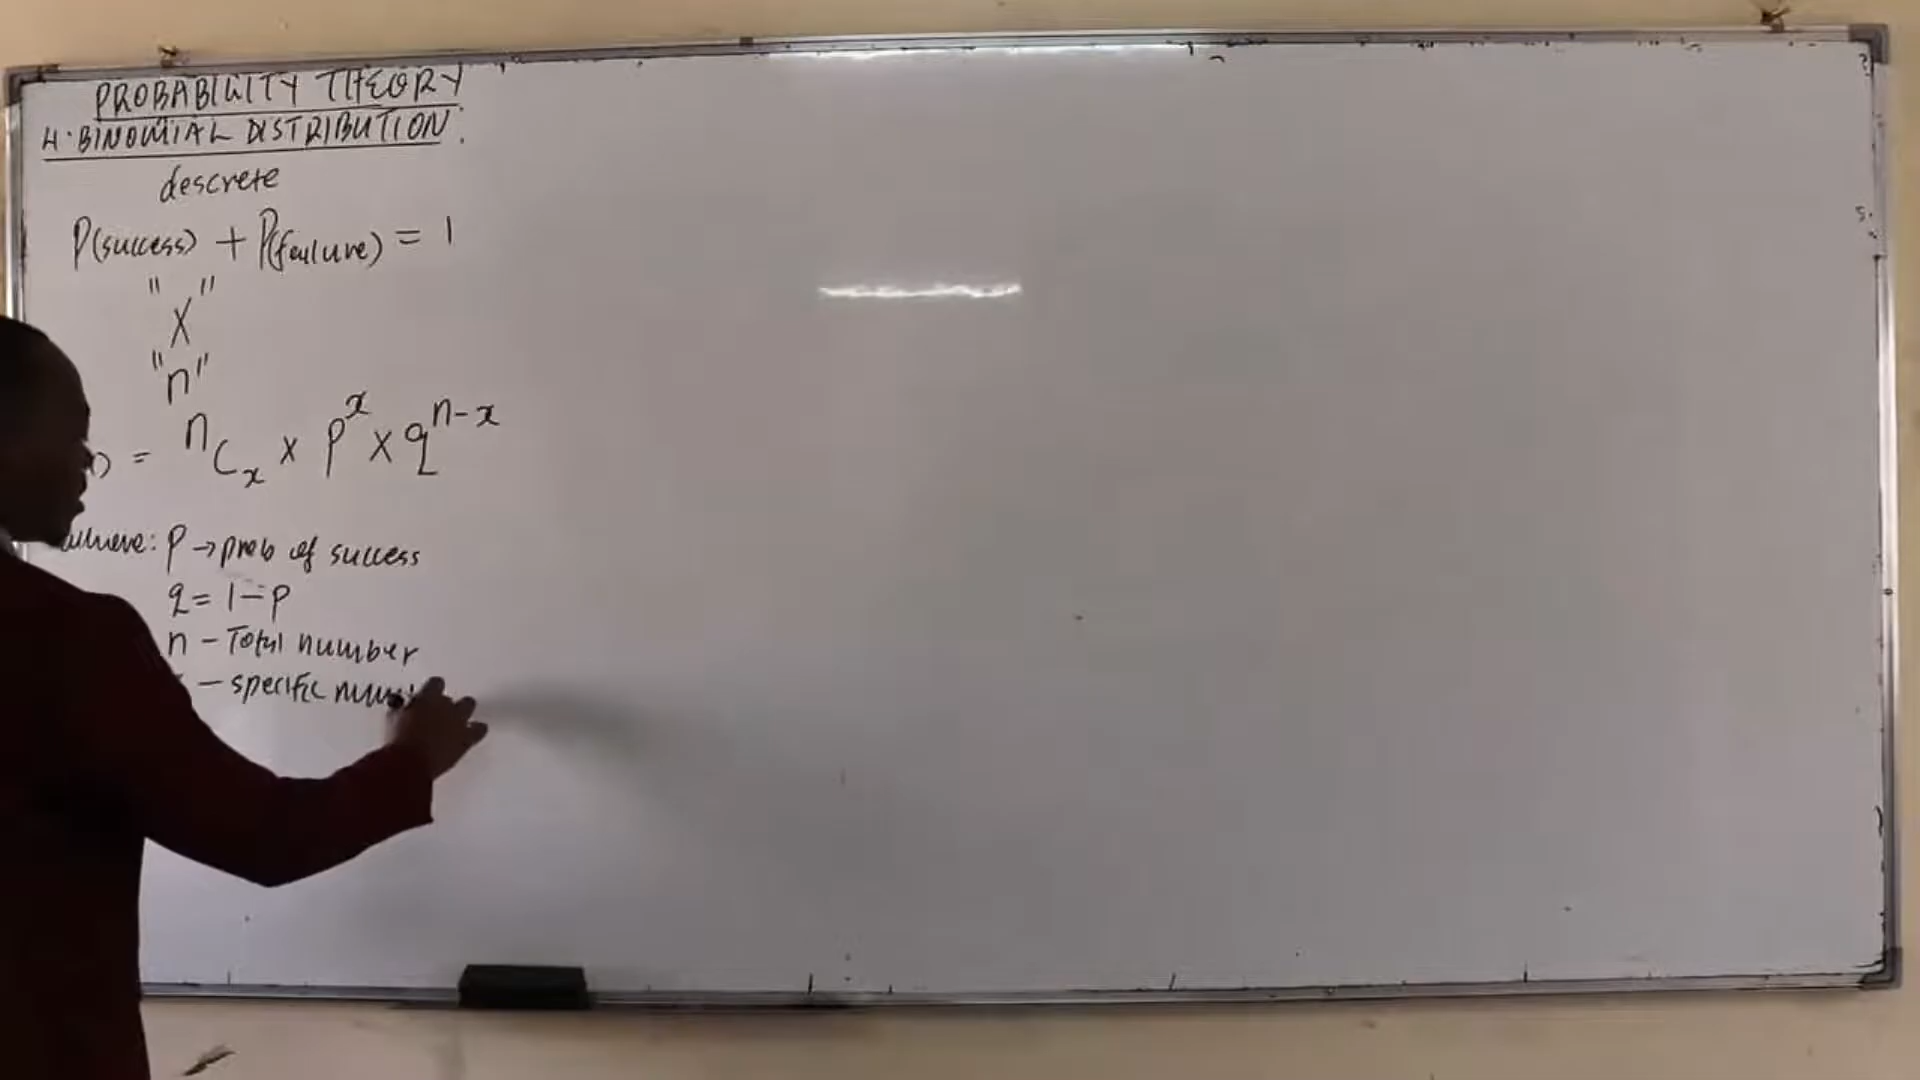 PROBABILITY THEORY
4. BINOMIAL DISTRIBUTION:
descrete
P(success) + P(failure) = 1
"X"
"n"
) = nCx × p^x × q^n-x
where: p → prob of success
q = 1 - p
n - Total number
- specific